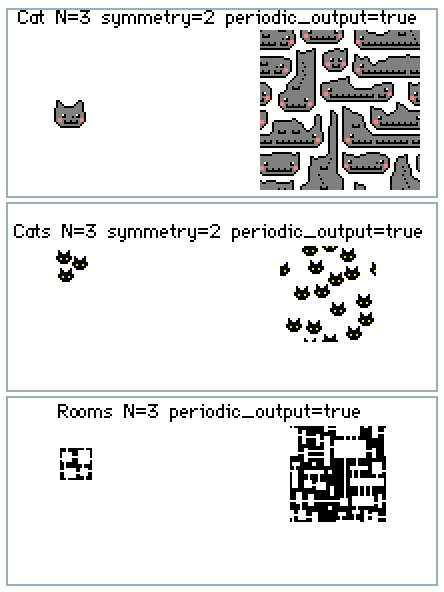 Cat N=3 symmetry=2 periodic_output=true
Cats N=3 symmetry=2 periodic_output=true
Rooms N=3 periodic_output=true